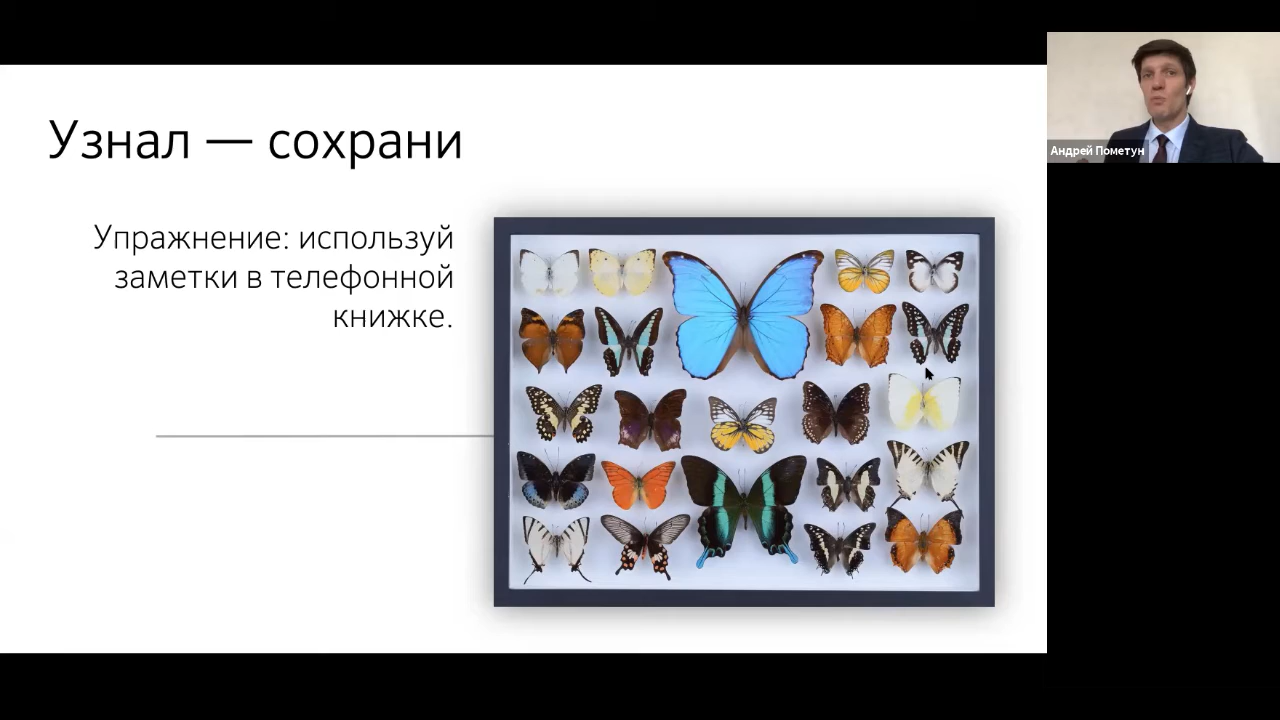 Узнал — сохрани
Упражнение: используй
заметки в телефонной
книжке.
Андрей Пометун